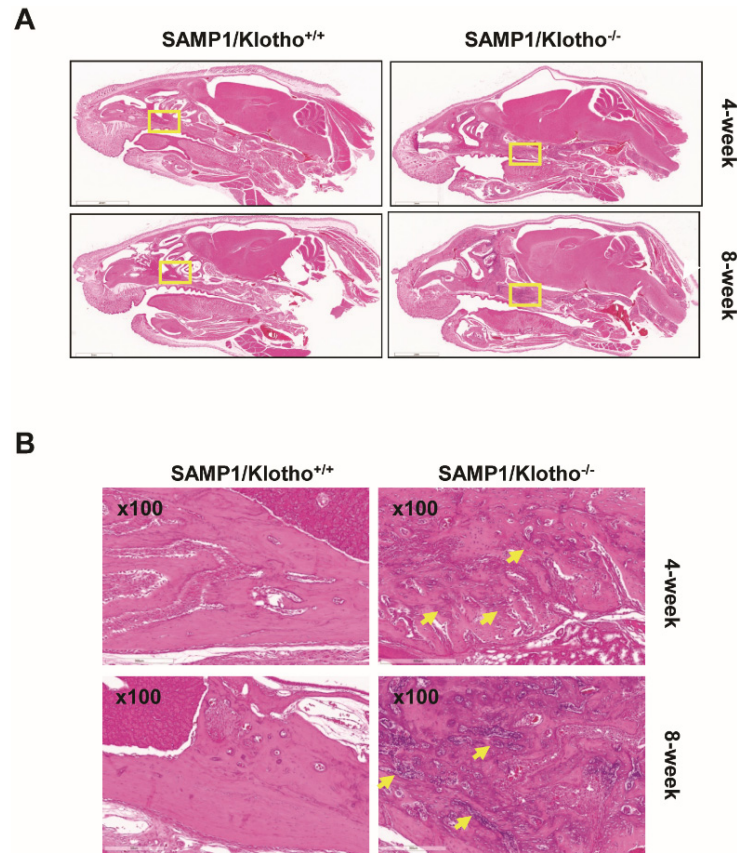 A
SAMP1/Klotho+/+
SAMP1/Klotho-/-
4-week
8-week
B
SAMP1/Klotho+/+
SAMP1/Klotho-/-
x100
x100
4-week
x100
x100
8-week